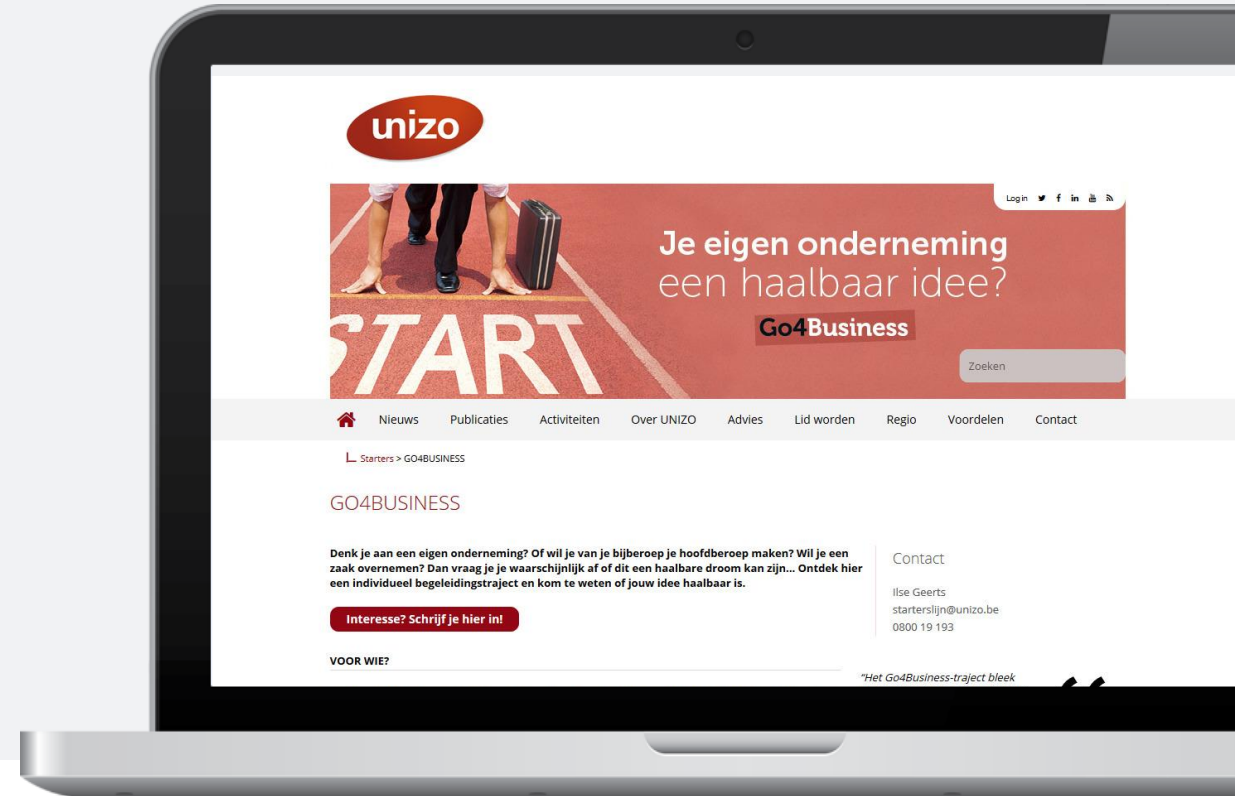 unizo
Login
Je eigen onderneming
een haalbaar idee?
Go4Business
START
Zoeken
Nieuws Publicaties Activiteiten Over UNIZO Advies Lid worden Regio Voordelen Contact
Starters > GO4BUSINESS
GO4BUSINESS
Denk je aan een eigen onderneming? Of wil je van je bijberoep je hoofdberoep maken? Wil je een
zaak overnemen? Dan vraag je je waarschijnlijk af of dit een haalbare droom kan zijn... Ontdek hier
een individueel begeleidingstraject en kom te weten of jouw idee haalbaar is.
Interesse? Schrijf je hier in!
VOOR WIE?
Contact
Ilse Geerts
starterslijn@unizo.be
0800 19 193
"Het Go4Business-traject bleek